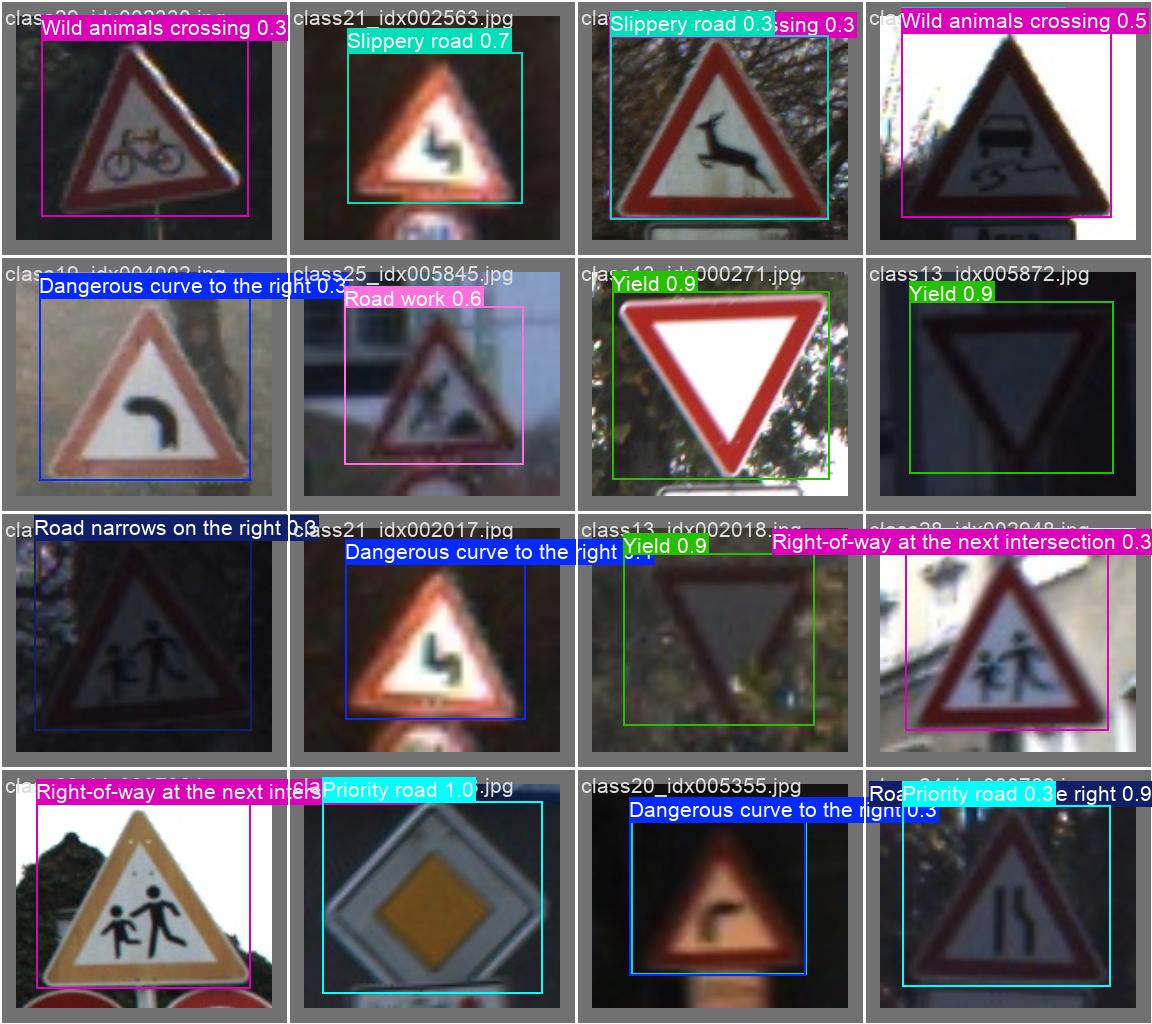 Wild animals crossing 0.3
class21_idx002563.jpg
Slippery road 0.7
Slippery road 0.3
ssing 0.3
Wild animals crossing 0.5
Dangerous curve to the right 0.3
class25_idx005845.jpg
Road work 0.6
Yield 0.9
class13_idx005872.jpg
Yield 0.9
Road narrows on the right 0.3
class21_idx002017.jpg
Dangerous curve to the right
class13_idx002018.jpg
Yield 0.9
Right-of-way at the next intersection 0.3
Right-of-way at the next inters
Priority road 1.0
.jpg
class20_idx005355.jpg
Dangerous curve to the right 0.3
Roa
Priority road 0.3
e right 0.9